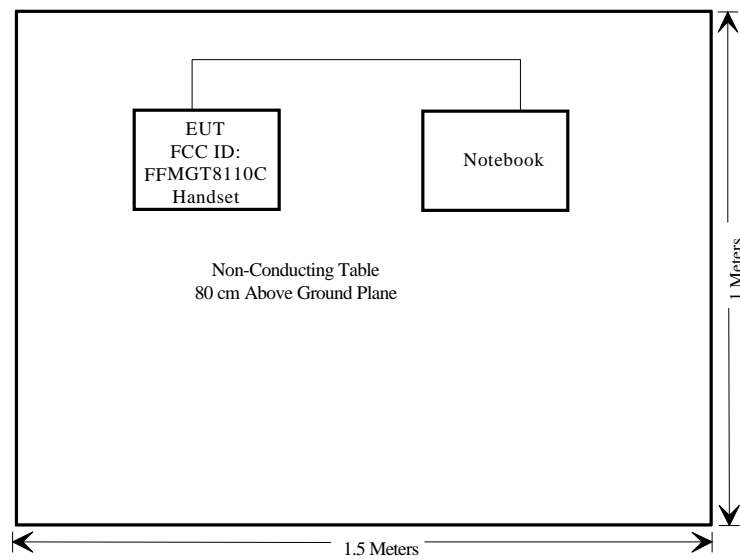 EUT
FCC ID:
FFMGT8110C
Handset
Notebook
Non-Conducting Table
80 cm Above Ground Plane
1 Meters
1.5 Meters